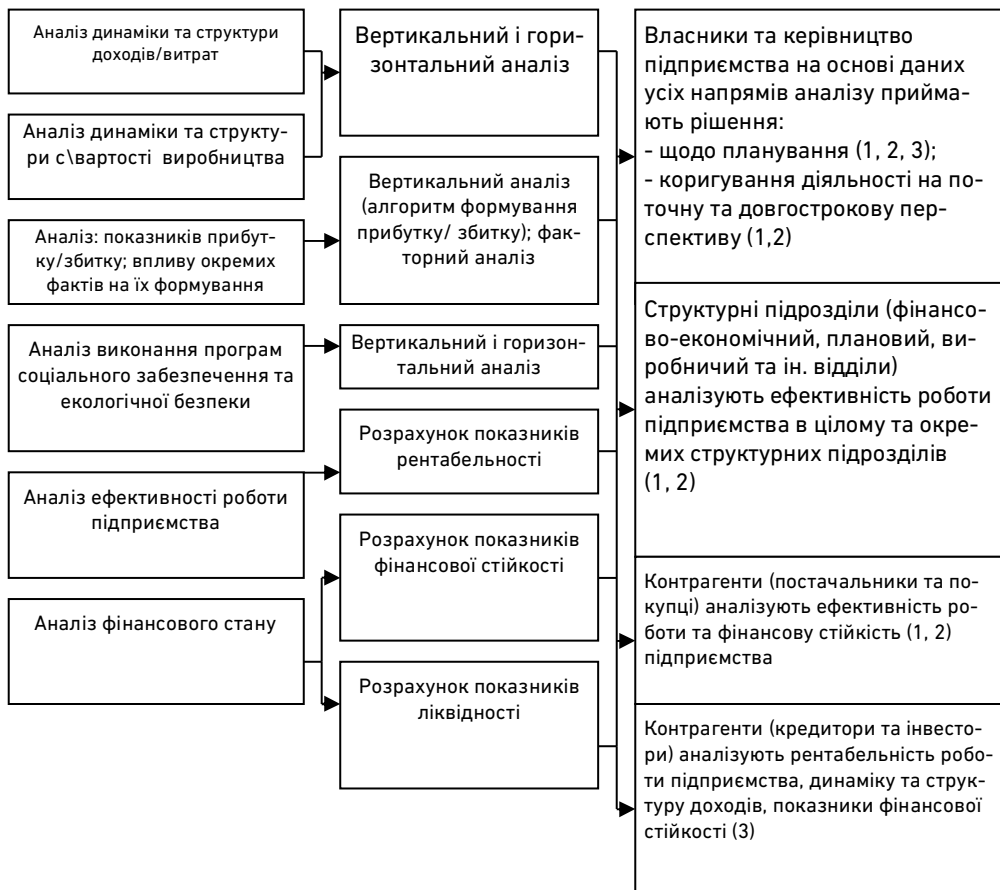 Аналіз динаміки та структури
доходів/витрат
Аналіз динаміки та структу-
ри с\вартості виробництва
Аналіз: показників прибут-
ку/збитку; впливу окремих
фактів на їх формування
Аналіз виконання програм
соціального забезпечення та
екологічної безпеки
Аналіз ефективності роботи
підприємства
Аналіз фінансового стану
Вертикальний і гори-
зонтальний аналіз
Вертикальний аналіз
(алгоритм формування
прибутку/ збитку); фак-
торний аналіз
Вертикальний і горизон-
тальний аналіз
Розрахунок показників
рентабельності
Розрахунок показників
фінансової стійкості
Розрахунок показників
ліквідності
Власники та керівництво
підприємства на основі даних
усіх напрямів аналізу прийма-
ють рішення:
- щодо планування (1, 2, 3);
- коригування діяльності на по-
точну та довгострокову пер-
спективу (1,2)
Структурні підрозділи (фінансо-
во-економічний, плановий, ви-
робничий та ін. відділи)
аналізують ефективність роботи
підприємства в цілому та окре-
мих структурних підрозділів
(1, 2)
Контрагенти (постачальники та по-
купці) аналізують ефективність ро-
боти та фінансову стійкість (1, 2)
підприємства
Контрагенти (кредитори та інвесто-
ри) аналізують рентабельність робо-
ти підприємства, динаміку та струк-
туру доходів, показники фінансової
стійкості (3)